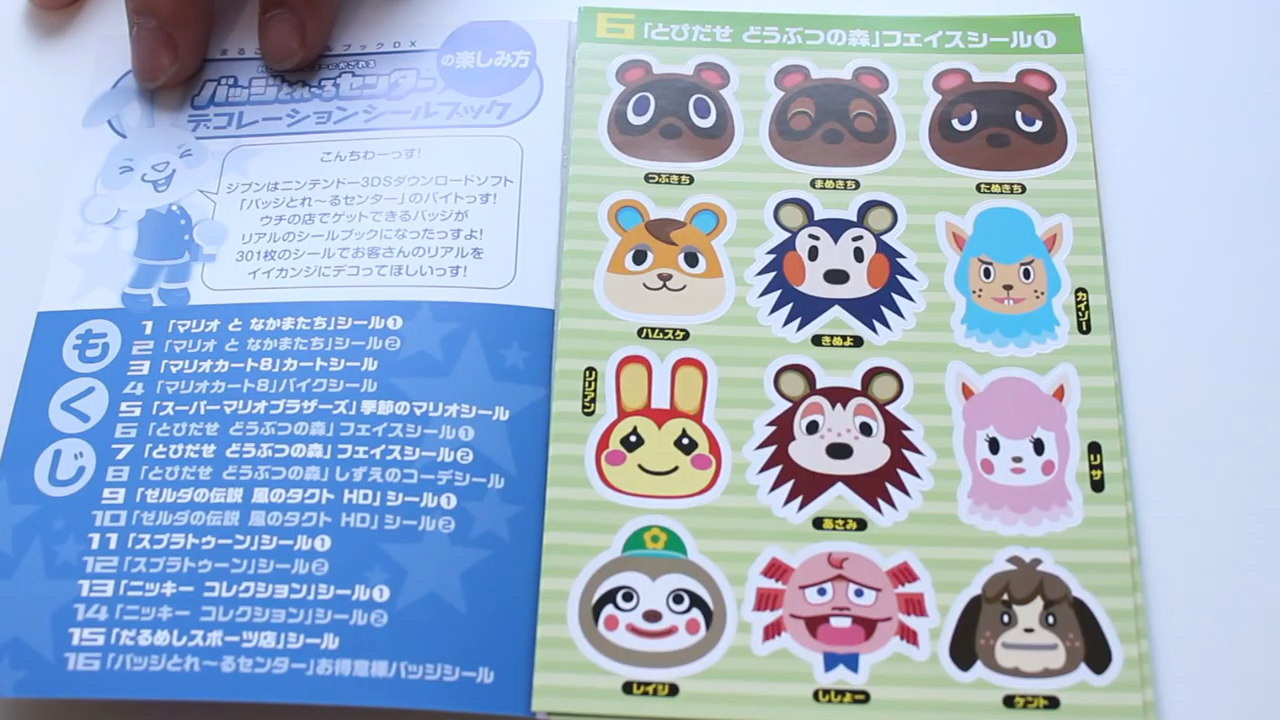 まるごとシールブックDX
バッジとれ〜るセンター
の楽しみ方
デコレーションシールブック
こんちわーっす!
ジブンはニンテンドー3DSダウンロードソフト
「バッジとれ〜るセンター」のバイトっす!
ウチの店でゲットできるバッジが
リアルのシールブックになったっすよ!
301枚のシールでお客さんのリアルを
イイカンジにデコってほしいっす!
もくじ
1 「マリオ と なかまたち」シール❶
2 「マリオ と なかまたち」シール❷
3 「マリオカート8」カートシール
4 「マリオカート8」バイクシール
5 「スーパーマリオブラザーズ」季節のマリオシール
6 「とびだせ どうぶつの森」フェイスシール❶
7 「とびだせ どうぶつの森」フェイスシール❷
8 「とびだせ どうぶつの森」しずえのコーデシール
9 「ゼルダの伝説 風のタクト HD」シール❶
10 「ゼルダの伝説 風のタクト HD」シール❷
11 「スプラトゥーン」シール❶
12 「スプラトゥーン」シール❷
13 「ニッキー コレクション」シール❶
14 「ニッキー コレクション」シール❷
15 「だるめしスポーツ店」シール
16 「バッジとれ〜るセンター」お得意様バッジシール
6 「とびだせ どうぶつの森」フェイスシール❶
つぶきち
まめきち
たぬきち
ハムスケ
きぬよ
カイゾー
リリアン
あさみ
リサ
レイジ
ししょー
ケント